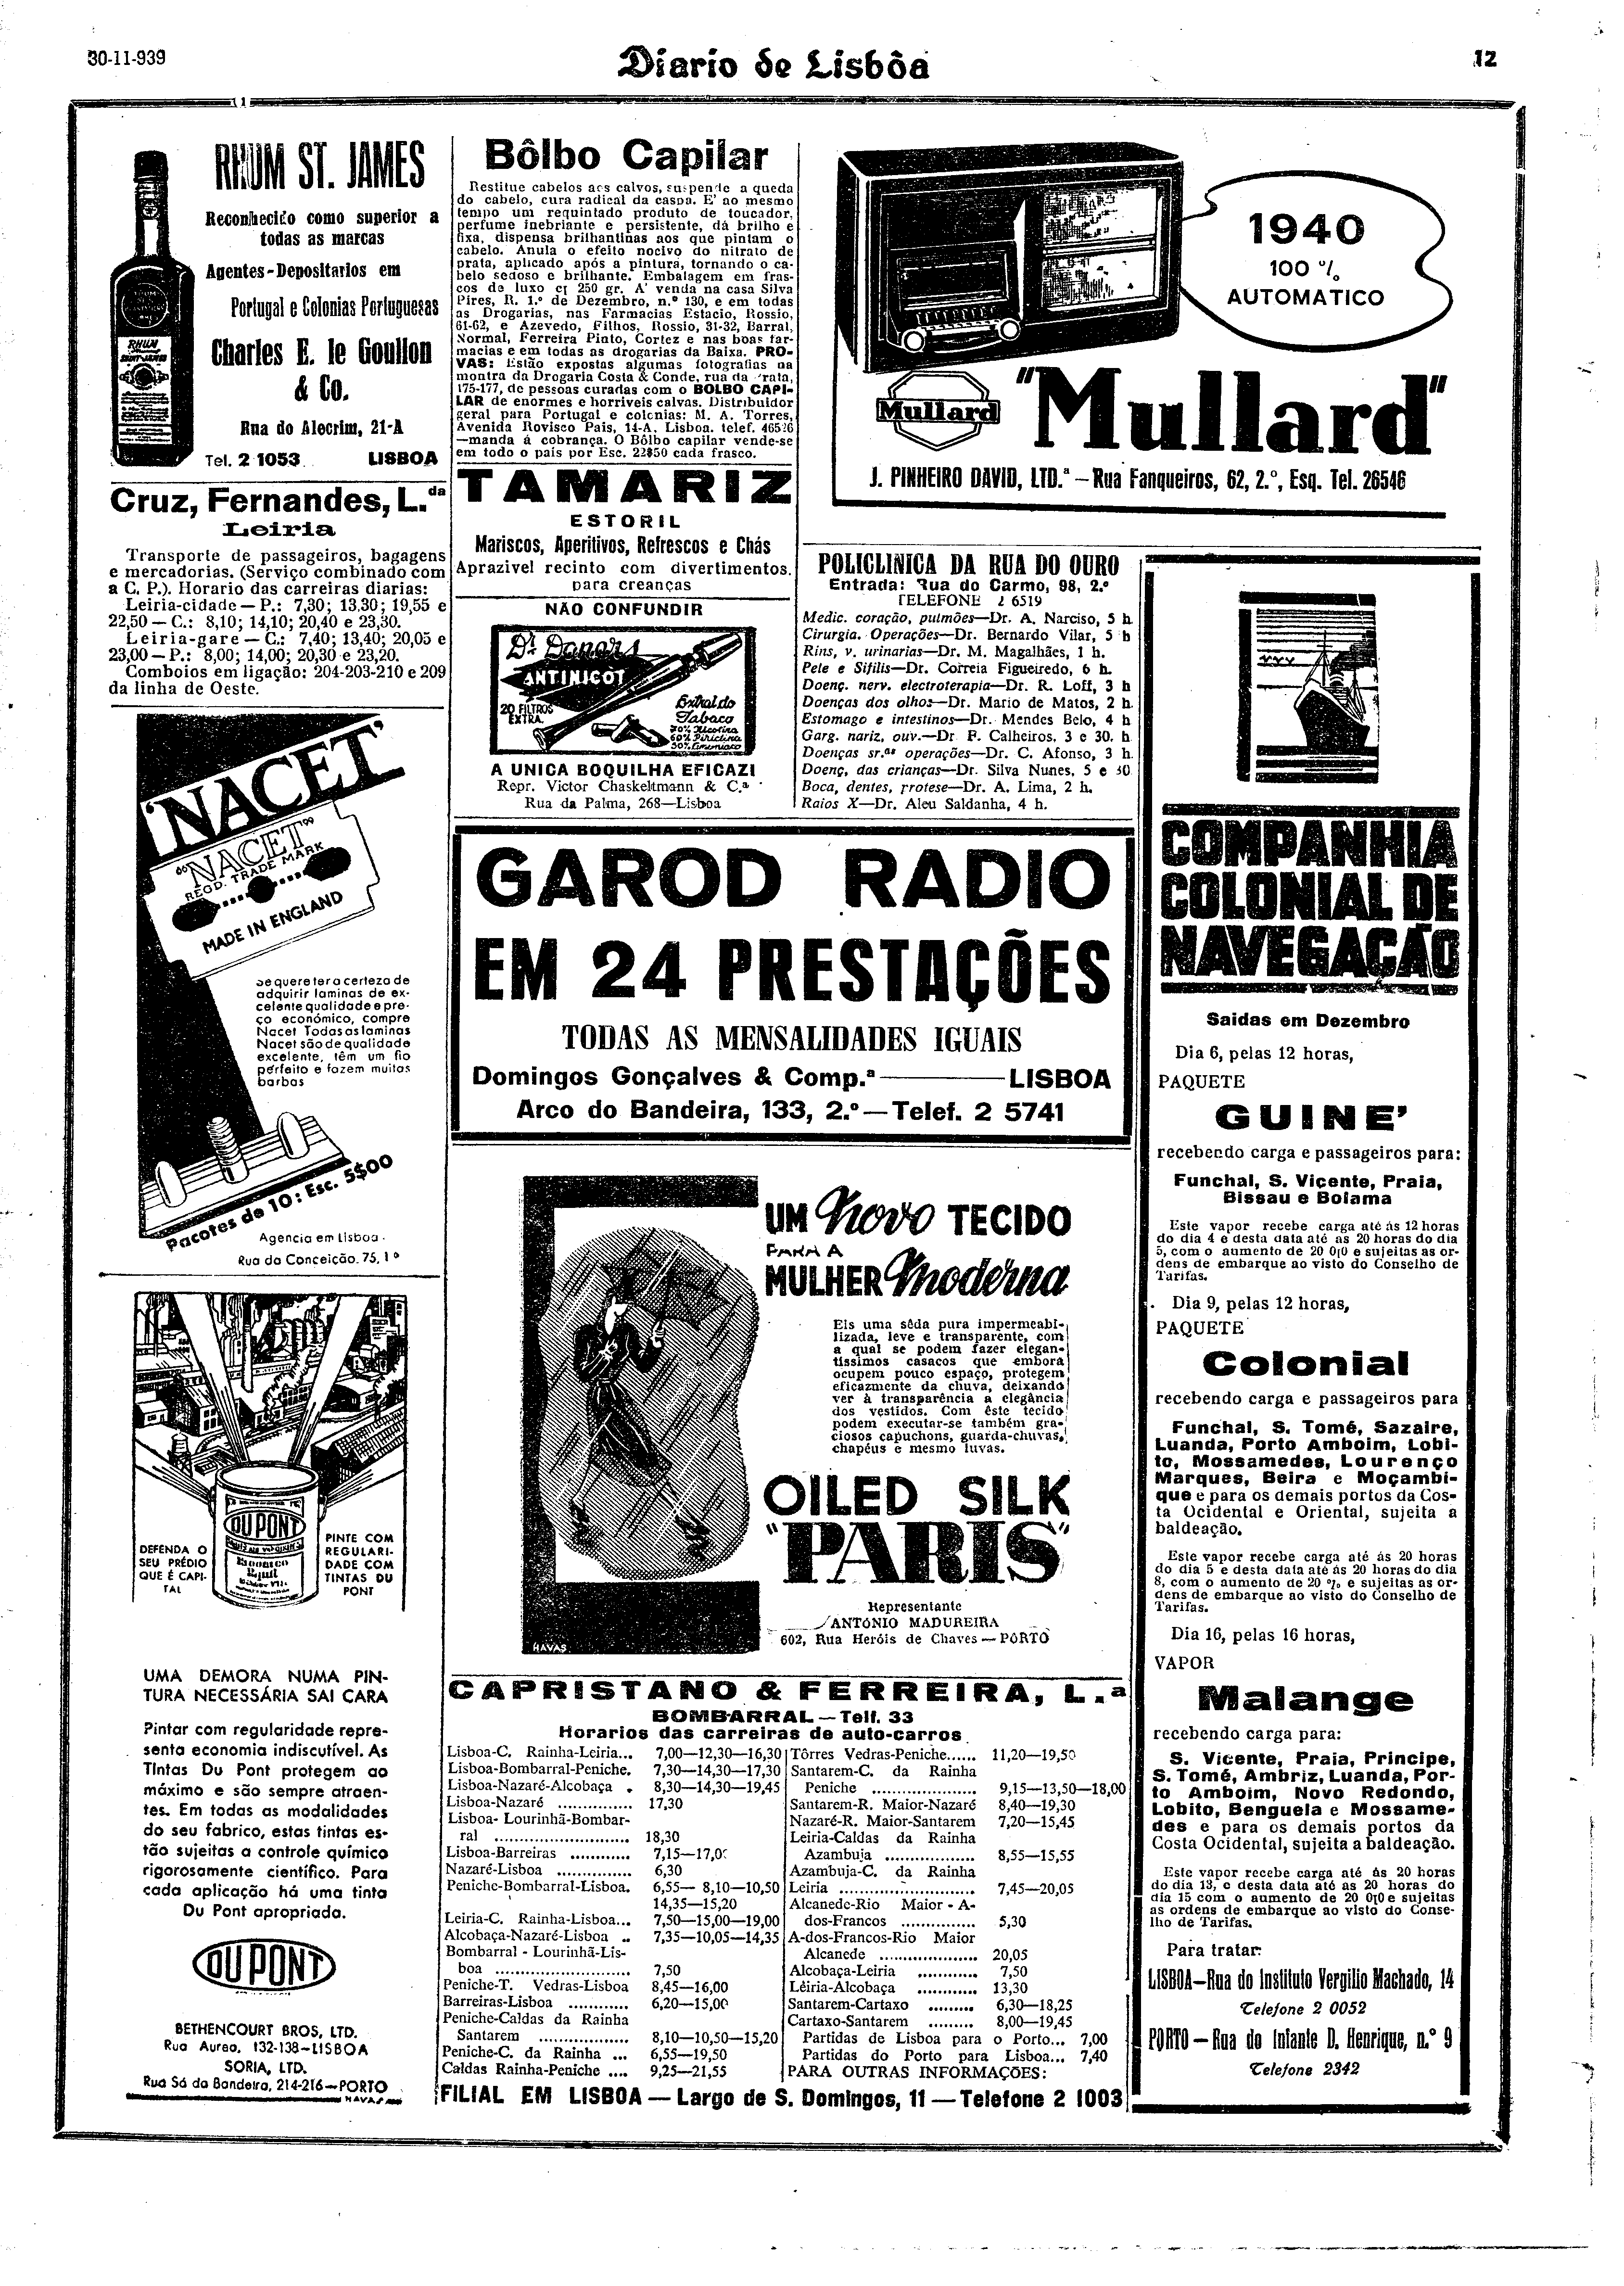 30-11-939
Diario de Lisbôa
12
RHUM ST. JAMES
Reconhecido como superior a
todas as marcas
Agentes-Depositarios em
Portugal e Colonias Portuguesas
Charles E. le Goullon
& Co.
Rua do Alecrim, 21-A
Tel. 2 1053 LISBOA
RHUM
Cruz, Fernandes, L.da
Leiria
Transporte de passageiros, bagagens
e mercadorias. (Serviço combinado com
a C. P.). Horario das carreiras diarias:
Leiria-cidade — P.: 7,30; 13,30; 19,55 e
22,50 — C.: 8,10; 14,10; 20,40 e 23,30.
Leiria-gare — C.: 7,40; 13,40; 20,05 e
23,00 — P.: 8,00; 14,00; 20,30 e 23,20.
Comboios em ligação: 204-203-210 e 209
da linha de Oeste.
'NACET'
"NACET"
REGD. TRADE MARK
MADE IN ENGLAND
Se quere ter a certeza de
adquirir laminas de ex-
celente qualidade e pre-
ço económico, compre
Nacet Todas as laminas
Nacet são de qualidade
excelente, têm um fio
perfeito e fazem muitas
barbas
Pacotes de 10: Esc. 5$00
Agencia em Lisboa
Rua da Conceição, 75, 1º
DU PONT
DEFENDA O
SEU PRÉDIO
QUE É CAPI-
TAL
PINTE COM
REGULARI-
DADE COM
TINTAS DU
PONT
UMA DEMORA NUMA PIN-
TURA NECESSÁRIA SAI CARA
Pintar com regularidade repre-
senta economia indiscutível. As
Tintas Du Pont protegem ao
máximo e são sempre atraen-
tes. Em todas as modalidades
do seu fabrico, estas tintas es-
tão sujeitas a controle químico
rigorosamente científico. Para
cada aplicação há uma tinta
Du Pont apropriada.
DU PONT
BETHENCOURT BROS, LTD.
Rua Aurea, 132-138—LISBOA
SORIA, LTD.
Rua Sá da Bandeira, 214-216—PORTO
HAVAS
Bôlbo Capilar
Restitue cabelos aos calvos, suspende a queda
do cabelo, cura radical da caspa. E' ao mesmo
tempo um requintado produto de toucador,
perfume inebriante e persistente, dá brilho e
fixa, dispensa brilhantinas aos que pintam o
cabelo. Anula o efeito nocivo do nitrato de
prata, aplicado após a pintura, tornando o ca-
belo sedoso e brilhante. Embalagem em fras-
cos de luxo c| 250 gr. A' venda na casa Silva
Pires, R. 1.º de Dezembro, n.º 130, e em todas
as Drogarias, nas Farmacias Estacio, Rossio,
61-62, e Azevedo, Filhos, Rossio, 31-32, Barral,
Normal, Ferreira Pinto, Cortez e nas boas far-
macias e em todas as drogarias da Baixa. PRO-
VAS: Estão expostas algumas fotografias na
montra da Drogaria Costa & Conde, rua da Prata,
175-177, de pessoas curadas com o BOLBO CAPI-
LAR de enormes e horriveis calvas. Distribuidor
geral para Portugal e colonias: M. A. Torres,
Avenida Rovisco Pais, 14-A, Lisboa. telef. 46526
—manda á cobrança. O Bôlbo capilar vende-se
em todo o país por Esc. 22$50 cada frasco.
TAMARIZ
ESTORIL
Mariscos, Aperitivos, Refrescos e Chás
Aprazivel recinto com divertimentos
para creanças
NÃO CONFUNDIR
ANTINICOT
20 FILTROS
EXTRA.
A UNICA BOQUILHA EFICAZ!
Repr. Victor Chaskelmann & C.ª
Rua da Palma, 268—Lisboa
1940
100 %
AUTOMATICO
Mullard
"Mullard"
J. PINHEIRO DAVID, LTD.ª — Rua Fanqueiros, 62, 2.º, Esq. Tel. 26546
POLICLINICA DA RUA DO OURO
Entrada: Rua do Carmo, 98, 2.º
TELEFONE 2 6519
Medic. coração, pulmões—Dr. A. Narciso, 5 h.
Cirurgia. Operações—Dr. Bernardo Vilar, 5 h
Rins, v. urinarias—Dr. M. Magalhães, 1 h.
Pele e Sifilis—Dr. Correia Figueiredo, 6 h.
Doenç. nerv. electroterapia—Dr. R. Loff, 3 h
Doenças dos olhos—Dr. Mario de Matos, 2 h.
Estomago e intestinos—Dr. Mendes Belo, 4 h
Garg. nariz, ouv.—Dr F. Calheiros, 3 e 30. h
Doenças sr.as operações—Dr. C. Afonso, 3 h.
Doenç, das crianças—Dr. Silva Nunes, 5 e 30
Boca, dentes, protese—Dr. A. Lima, 2 h.
Raios X—Dr. Aleu Saldanha, 4 h.
GAROD RADIO
EM 24 PRESTAÇÕES
TODAS AS MENSALIDADES IGUAIS
Domingos Gonçalves & Comp.ª — LISBOA
Arco do Bandeira, 133, 2.º — Telef. 2 5741
UM Novo TECIDO
PARA A
MULHER Moderna
Eis uma sêda pura impermeabi-
lizada, leve e transparente, com
a qual se podem fazer elegan-
tíssimos casacos que embora
ocupem pouco espaço, protegem
eficazmente da chuva, deixando
ver à transparência a elegância
dos vestidos. Com êste tecido
podem executar-se também gra-
ciosos capuchons, guarda-chuvas,
chapéus e mesmo luvas.
OILED SILK
"PARIS"
Representante
ANTÓNIO MADUREIRA
602, Rua Heróis de Chaves — PÔRTO
HAVAS
CAPRISTANO & FERREIRA, L.ª
BOMBARRAL — Telf. 33
Horarios das carreiras de auto-carros
Lisboa-C. Rainha-Leiria... 7,00—12,30—16,30
Lisboa-Bombarral-Peniche. 7,30—14,30—17,30
Lisboa-Nazaré-Alcobaça . 8,30—14,30—19,45
Lisboa-Nazaré .............. 17,30
Lisboa- Lourinhã-Bombar-
ral .......................... 18,30
Lisboa-Barreiras ........... 7,15—17,00
Nazaré-Lisboa .............. 6,30
Peniche-Bombarral-Lisboa. 6,55— 8,10—10,50
14,35—15,20
Leiria-C. Rainha-Lisboa... 7,50—15,00—19,00
Alcobaça-Nazaré-Lisboa .. 7,35—10,05—14,35
Bombarral - Lourinhã-Lis-
boa .......................... 7,50
Peniche-T. Vedras-Lisboa 8,45—16,00
Barreiras-Lisboa ............ 6,20—15,00
Peniche-Caldas da Rainha
Santarem ................. 8,10—10,50—15,20
Peniche-C. da Rainha ... 6,55—19,50
Caldas Rainha-Peniche .... 9,25—21,55
Tôrres Vedras-Peniche...... 11,20—19,50
Santarem-C. da Rainha
Peniche .................... 9,15—13,50—18,00
Santarem-R. Maior-Nazaré 8,40—19,30
Nazaré-R. Maior-Santarem 7,20—15,45
Leiria-Caldas da Rainha
Azambuja ................. 8,55—15,55
Azambuja-C. da Rainha
Leiria .......................... 7,45—20,05
Alcanede-Rio Maior - A-
dos-Francos .............. 5,30
A-dos-Francos-Rio Maior
Alcanede ................... 20,05
Alcobaça-Leiria ........... 7,50
Léiria-Alcobaça ........... 13,30
Santarem-Cartaxo ......... 6,30—18,25
Cartaxo-Santarem ........ 8,00—19,45
Partidas de Lisboa para o Porto... 7,00
Partidas do Porto para Lisboa... 7,40
PARA OUTRAS INFORMAÇÕES:
FILIAL EM LISBOA — Largo de S. Domingos, 11 — Telefone 2 1003
COMPANHIA
COLONIAL DE
NAVEGAÇÃO
Saidas em Dezembro
Dia 6, pelas 12 horas,
PAQUETE
GUINE'
recebendo carga e passageiros para:
Funchal, S. Vicente, Praia,
Bissau e Bolama
Este vapor recebe carga até ás 12 horas
do dia 4 e desta data até ás 20 horas do dia
5, com o aumento de 20 0|0 e sujeitas as or-
dens de embarque ao visto do Conselho de
Tarifas.
Dia 9, pelas 12 horas,
PAQUETE
Colonial
recebendo carga e passageiros para
Funchal, S. Tomé, Sazaire,
Luanda, Porto Amboim, Lobi-
to, Mossamedes, Lourenço
Marques, Beira e Moçambi-
que e para os demais portos da Cos-
ta Ocidental e Oriental, sujeita a
baldeação.
Este vapor recebe carga até ás 20 horas
do dia 5 e desta data até ás 20 horas do dia
8, com o aumento de 20 % e sujeitas as or-
dens de embarque ao visto do Conselho de
Tarifas.
Dia 16, pelas 16 horas,
VAPOR
Malange
recebendo carga para:
S. Vicente, Praia, Principe,
S. Tomé, Ambriz, Luanda, Por-
to Amboim, Novo Redondo,
Lobito, Benguela e Mossame-
des e para os demais portos da
Costa Ocidental, sujeita a baldeação.
Este vapor recebe carga até ás 20 horas
do dia 13, e desta data até as 20 horas do
dia 15 com o aumento de 20 0|0 e sujeitas
as ordens de embarque ao visto do Conse-
lho de Tarifas.
Para tratar:
LISBOA—Rua do Instituto Vergilio Machado, 14
Telefone 2 0052
PORTO — Rua do Infante D. Henrique, n.º 9
Telefone 2342